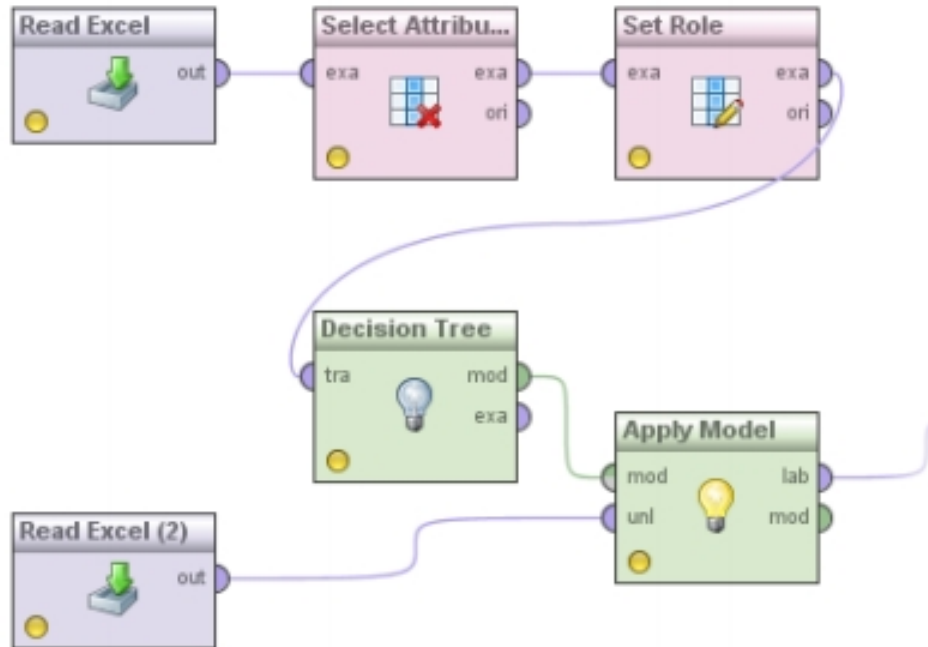 Read Excel
out
Select Attribu...
exa
exa
ori
Set Role
exa
exa
ori
Decision Tree
tra
mod
exa
Apply Model
mod
lab
unl
mod
Read Excel (2)
out